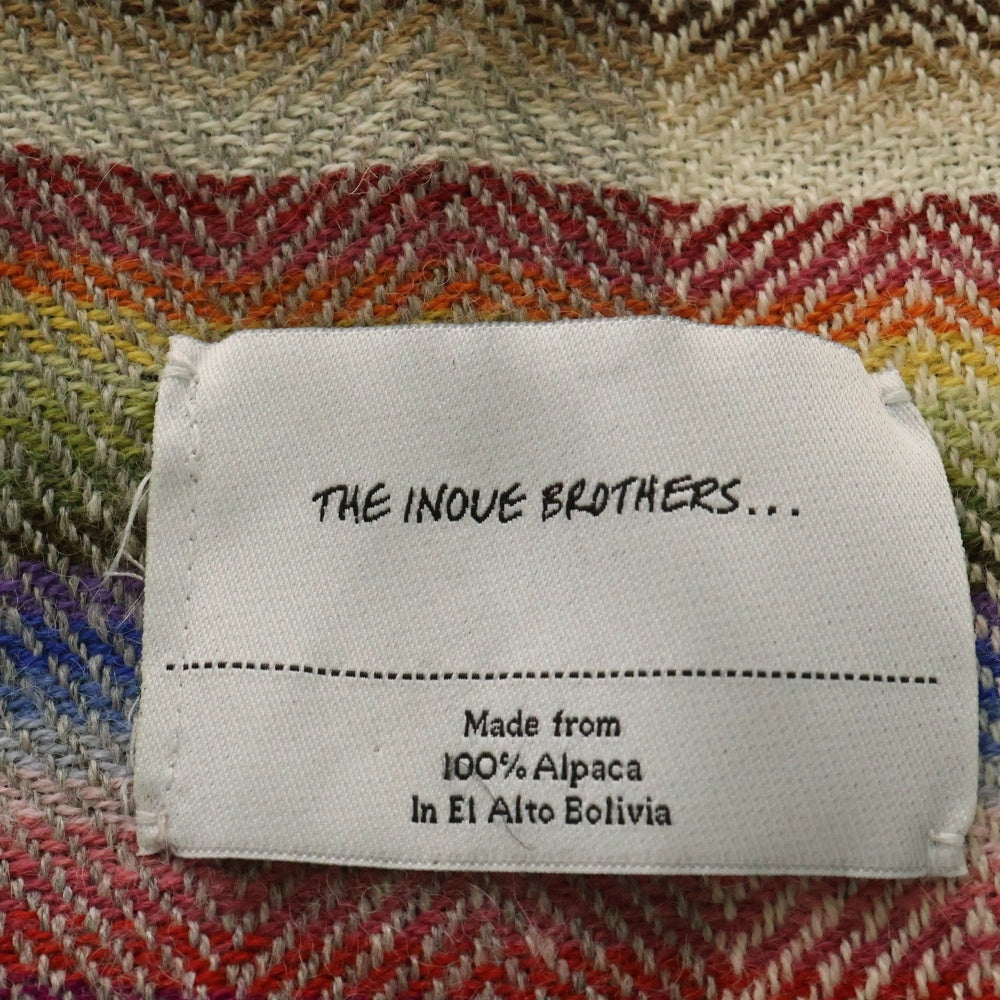 THE INOUE BROTHERS...
Made from
100% Alpaca
In El Alto Bolivia